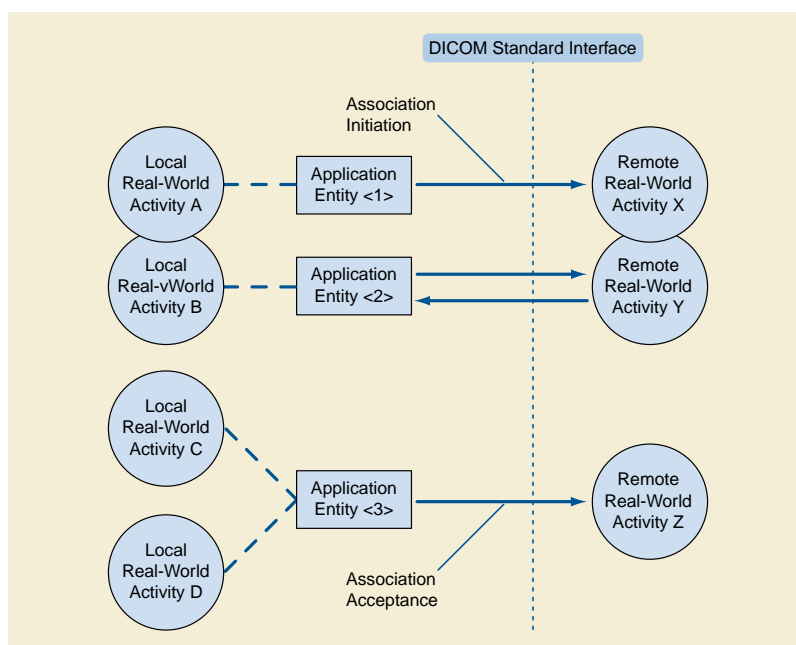 DICOM Standard Interface
Association
Initiation
Local
Real-World
Activity A
Application
Entity <1>
Remote
Real-World
Activity X
Local
Real-vWorld
Activity B
Application
Entity <2>
Remote
Real-World
Activity Y
Local
Real-World
Activity C
Application
Entity <3>
Remote
Real-World
Activity Z
Local
Real-World
Activity D
Association
Acceptance